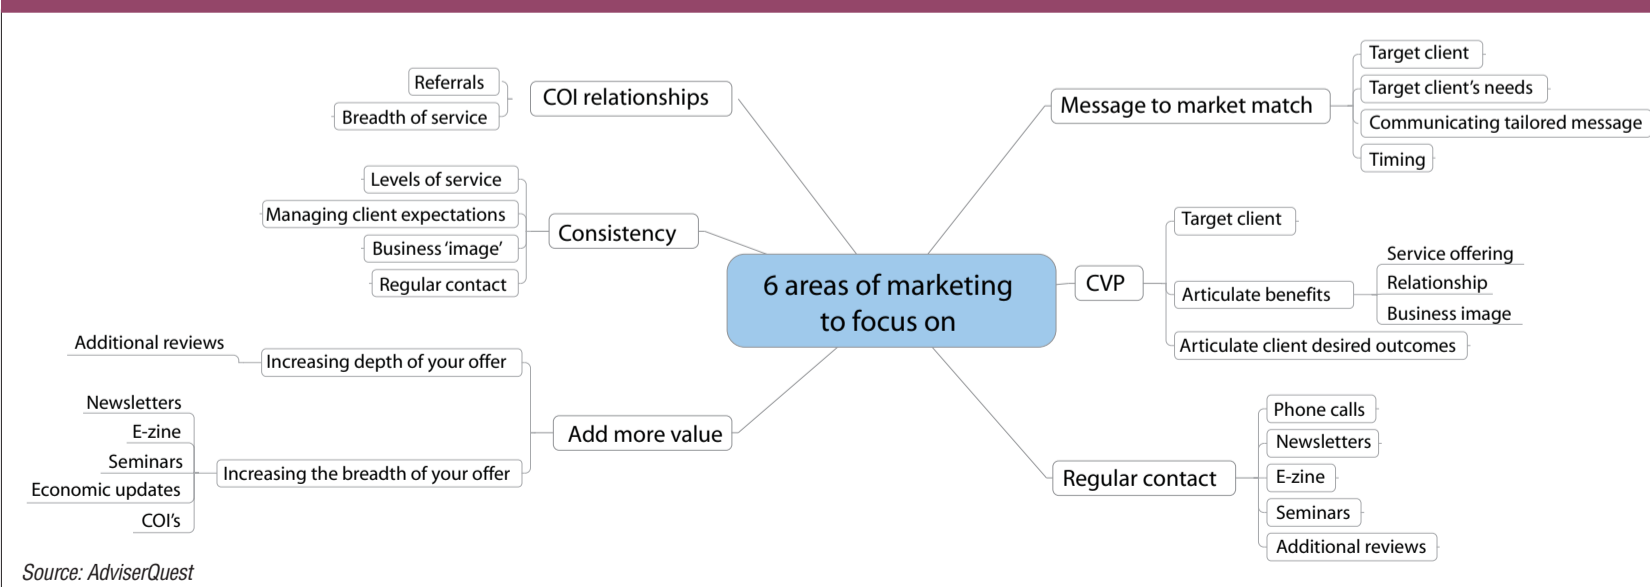 6 areas of marketing
to focus on
COI relationships
Referrals
Breadth of service
Consistency
Levels of service
Managing client expectations
Business ‘image’
Regular contact
Add more value
Increasing depth of your offer
Additional reviews
Increasing the breadth of your offer
Newsletters
E-zine
Seminars
Economic updates
COI’s
Message to market match
Target client
Target client’s needs
Communicating tailored message
Timing
CVP
Target client
Articulate benefits
Service offering
Relationship
Business image
Articulate client desired outcomes
Regular contact
Phone calls
Newsletters
E-zine
Seminars
Additional reviews
Source: AdviserQuest